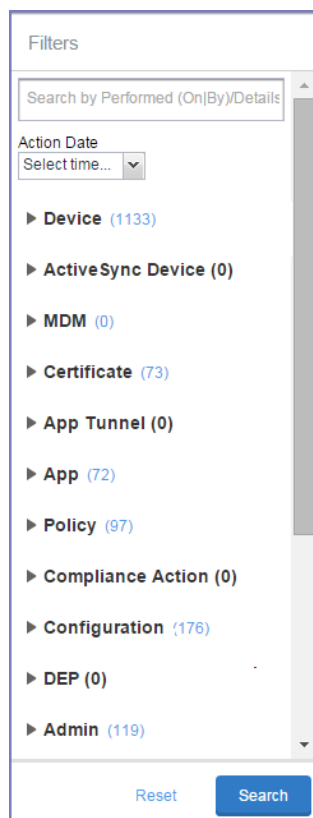 Filters
Search by Performed (On|By)/Details
Action Date
Select time...
Device (1133)
ActiveSync Device (0)
MDM (0)
Certificate (73)
App Tunnel (0)
App (72)
Policy (97)
Compliance Action (0)
Configuration (176)
DEP (0)
Admin (119)
Reset Search